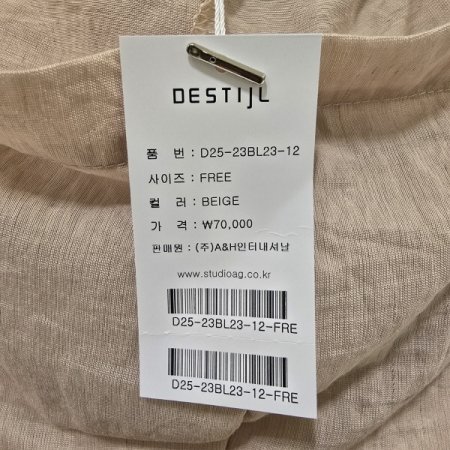 DESTIJL
품 번 : D25-23BL23-12
사이즈 : FREE
컬 러 : BEIGE
가 격 : ₩70,000
판매원 : (주)A&H인터내셔날
www.studioag.co.kr
D25-23BL23-12-FRE
D25-23BL23-12-FRE